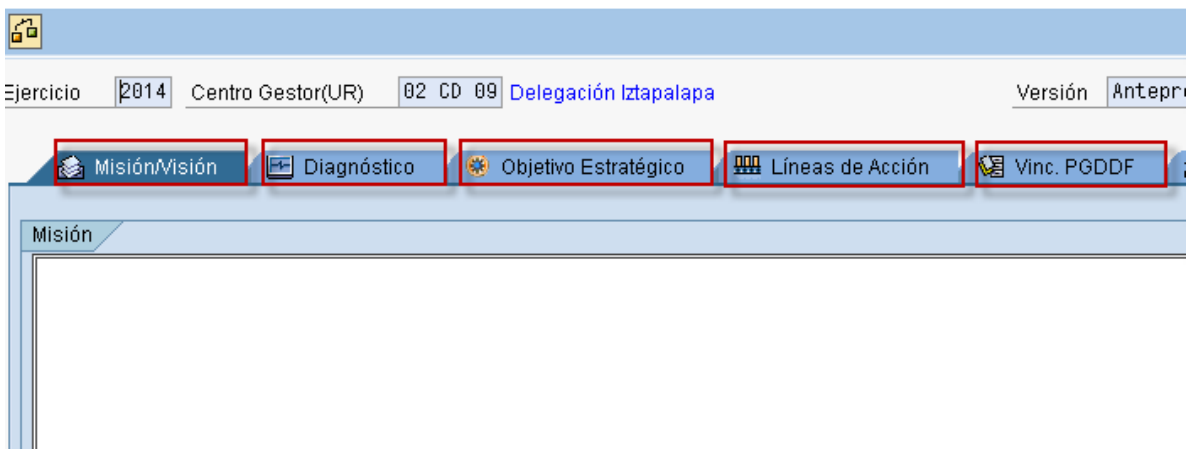 Ejercicio 2014 Centro Gestor(UR) 02 CD 09 Delegación Iztapalapa Versión Antepr
Misión/Visión Diagnóstico Objetivo Estratégico Líneas de Acción Vinc. PGDDF
Misión